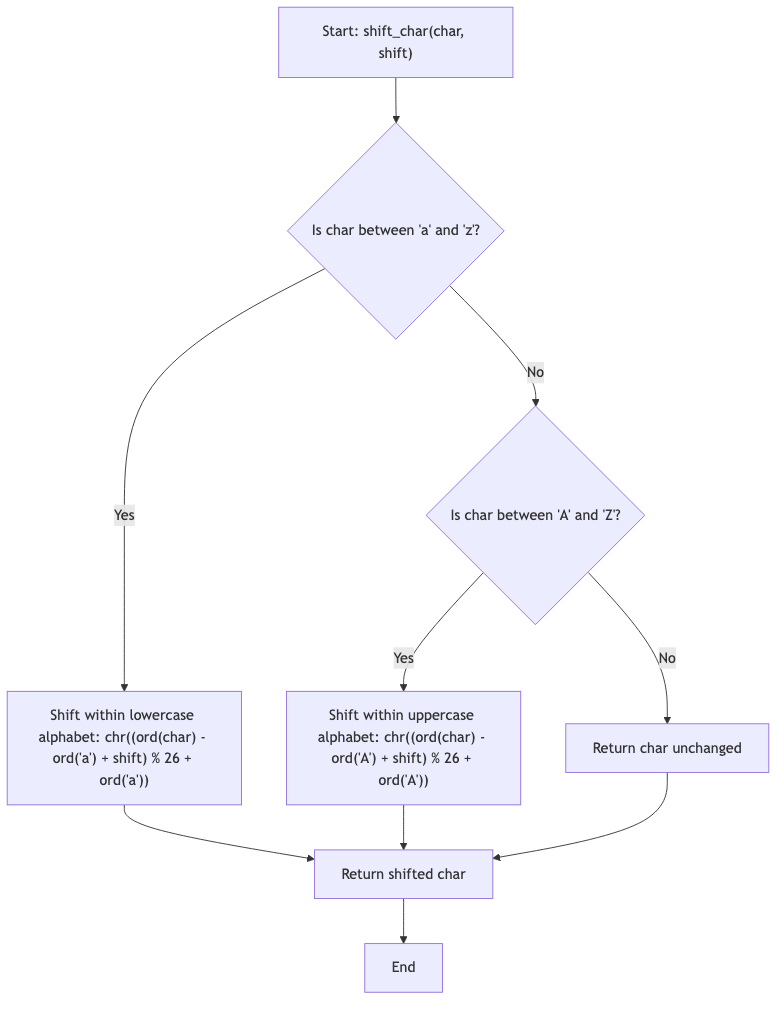 Start: shift_char(char,
shift)
Is char between 'a' and 'z'?
No
Yes
Is char between 'A' and 'Z'?
Yes
No
Shift within lowercase
alphabet: chr((ord(char) -
ord('a') + shift) % 26 +
ord('a'))
Shift within uppercase
alphabet: chr((ord(char) -
ord('A') + shift) % 26 +
ord('A'))
Return char unchanged
Return shifted char
End